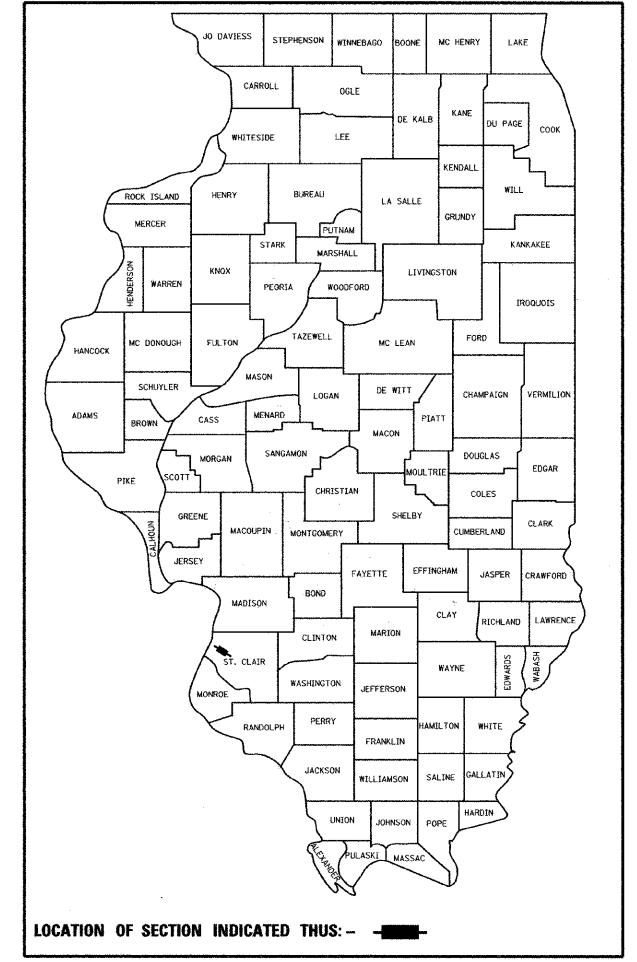 JO DAVIESS
STEPHENSON
WINNEBAGO
BOONE
MC HENRY
LAKE
CARROLL
OGLE
DE KALB
KANE
DU PAGE
COOK
WHITESIDE
LEE
KENDALL
WILL
ROCK ISLAND
HENRY
BUREAU
LA SALLE
GRUNDY
MERCER
PUTNAM
STARK
MARSHALL
KANKAKEE
HENDERSON
WARREN
KNOX
PEORIA
WOODFORD
LIVINGSTON
IROQUOIS
HANCOCK
MC DONOUGH
FULTON
TAZEWELL
MC LEAN
FORD
MASON
SCHUYLER
LOGAN
DE WITT
CHAMPAIGN
VERMILION
ADAMS
BROWN
CASS
MENARD
PIATT
MACON
MORGAN
SANGAMON
DOUGLAS
EDGAR
PIKE
SCOTT
CHRISTIAN
MOULTRIE
COLES
GREENE
MACOUPIN
MONTGOMERY
SHELBY
CUMBERLAND
CLARK
CALHOUN
JERSEY
FAYETTE
EFFINGHAM
JASPER
CRAWFORD
MADISON
BOND
CLAY
RICHLAND
LAWRENCE
CLINTON
MARION
ST. CLAIR
WAYNE
EDWARDS
WABASH
MONROE
WASHINGTON
JEFFERSON
RANDOLPH
PERRY
HAMILTON
WHITE
FRANKLIN
JACKSON
WILLIAMSON
SALINE
GALLATIN
UNION
JOHNSON
POPE
HARDIN
ALEXANDER
PULASKI
MASSAC
LOCATION OF SECTION INDICATED THUS: -